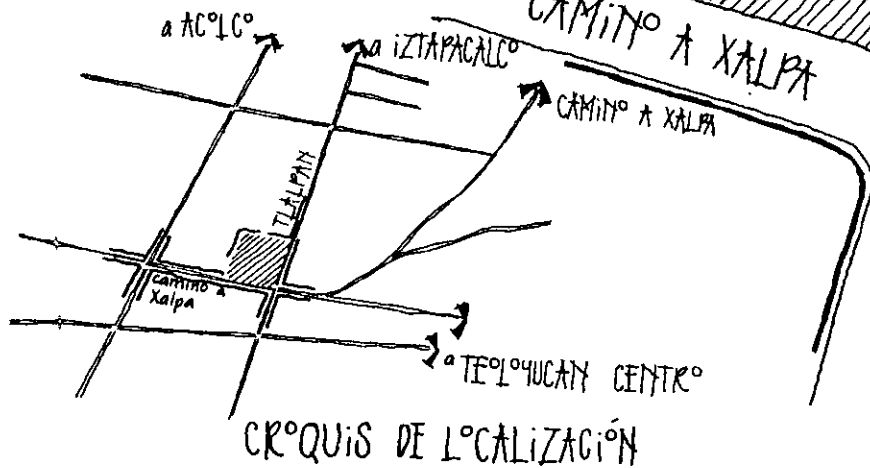 CAMINO A XALPA
a ACOLCO
a IZTAPACALCO
CAMINO A XALPA
TLALPAN
camino a
Xalpa
a TEOLOYUCAN CENTRO
CROQUIS DE LOCALIZACIÓN